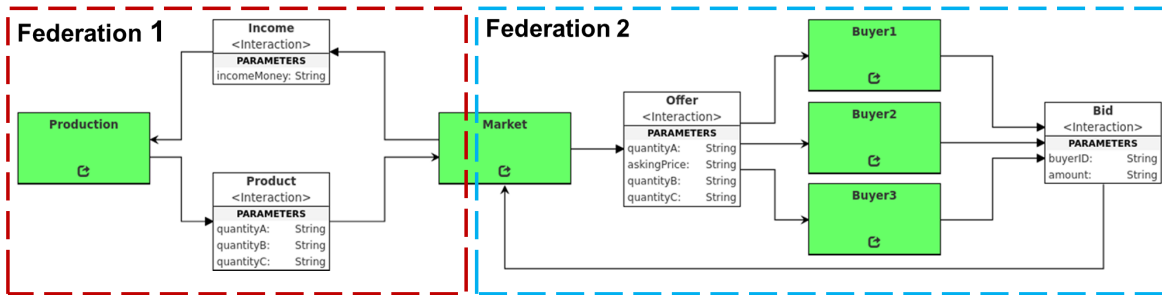 Federation 1
Income
<Interaction>
PARAMETERS
incomeMoney: String
Production
Product
<Interaction>
PARAMETERS
quantityA: String
quantityB: String
quantityC: String
Market
Federation 2
Offer
<Interaction>
PARAMETERS
quantityA: String
askingPrice: String
quantityB: String
quantityC: String
Buyer1
Buyer2
Buyer3
Bid
<Interaction>
PARAMETERS
buyerID: String
amount: String